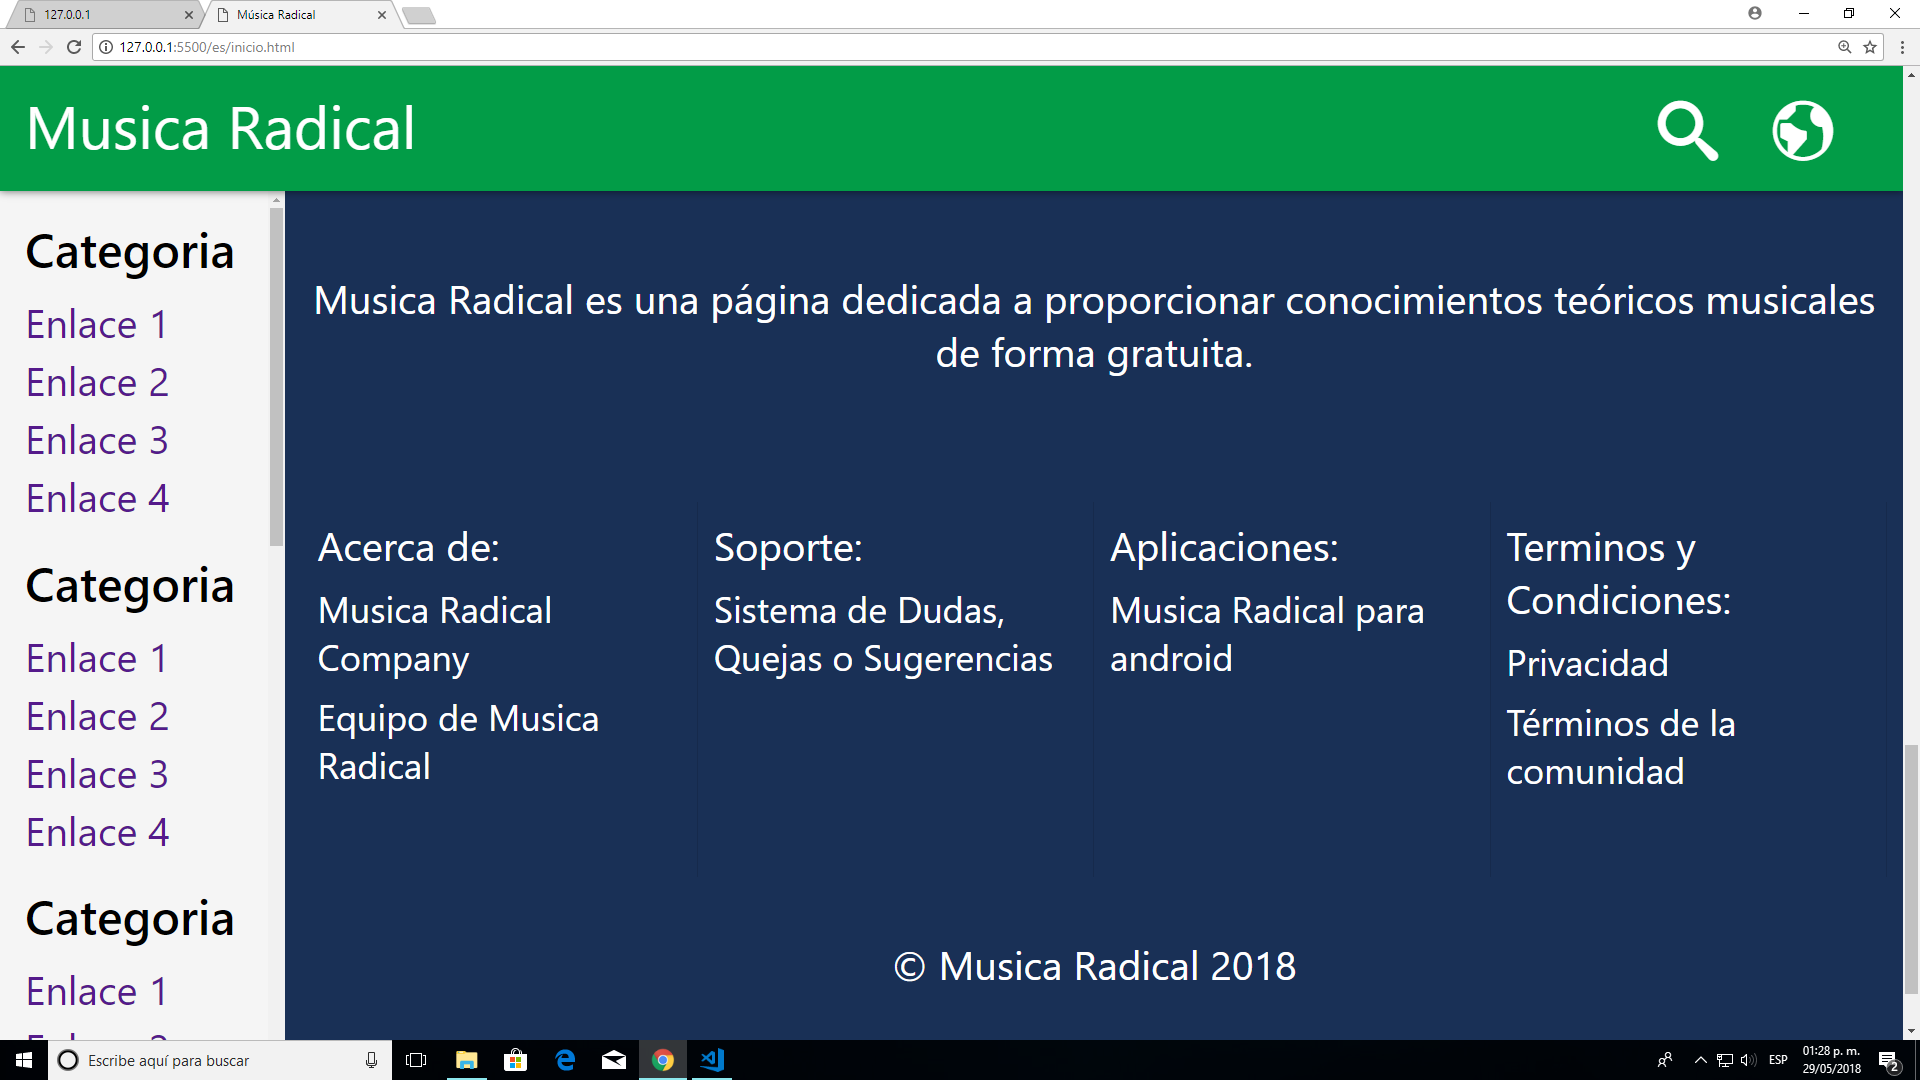 127.0.0.1
Música Radical
127.0.0.1:5500/es/inicio.html
Musica Radical
Categoria
Enlace 1
Enlace 2
Enlace 3
Enlace 4
Categoria
Enlace 1
Enlace 2
Enlace 3
Enlace 4
Categoria
Enlace 1
Musica Radical es una página dedicada a proporcionar conocimientos teóricos musicales
de forma gratuita.
Acerca de:
Musica Radical
Company
Equipo de Musica
Radical
Soporte:
Sistema de Dudas,
Quejas o Sugerencias
Aplicaciones:
Musica Radical para
android
Terminos y
Condiciones:
Privacidad
Términos de la
comunidad
© Musica Radical 2018
Escribe aquí para buscar
ESP
01:28 p. m.
29/05/2018
2